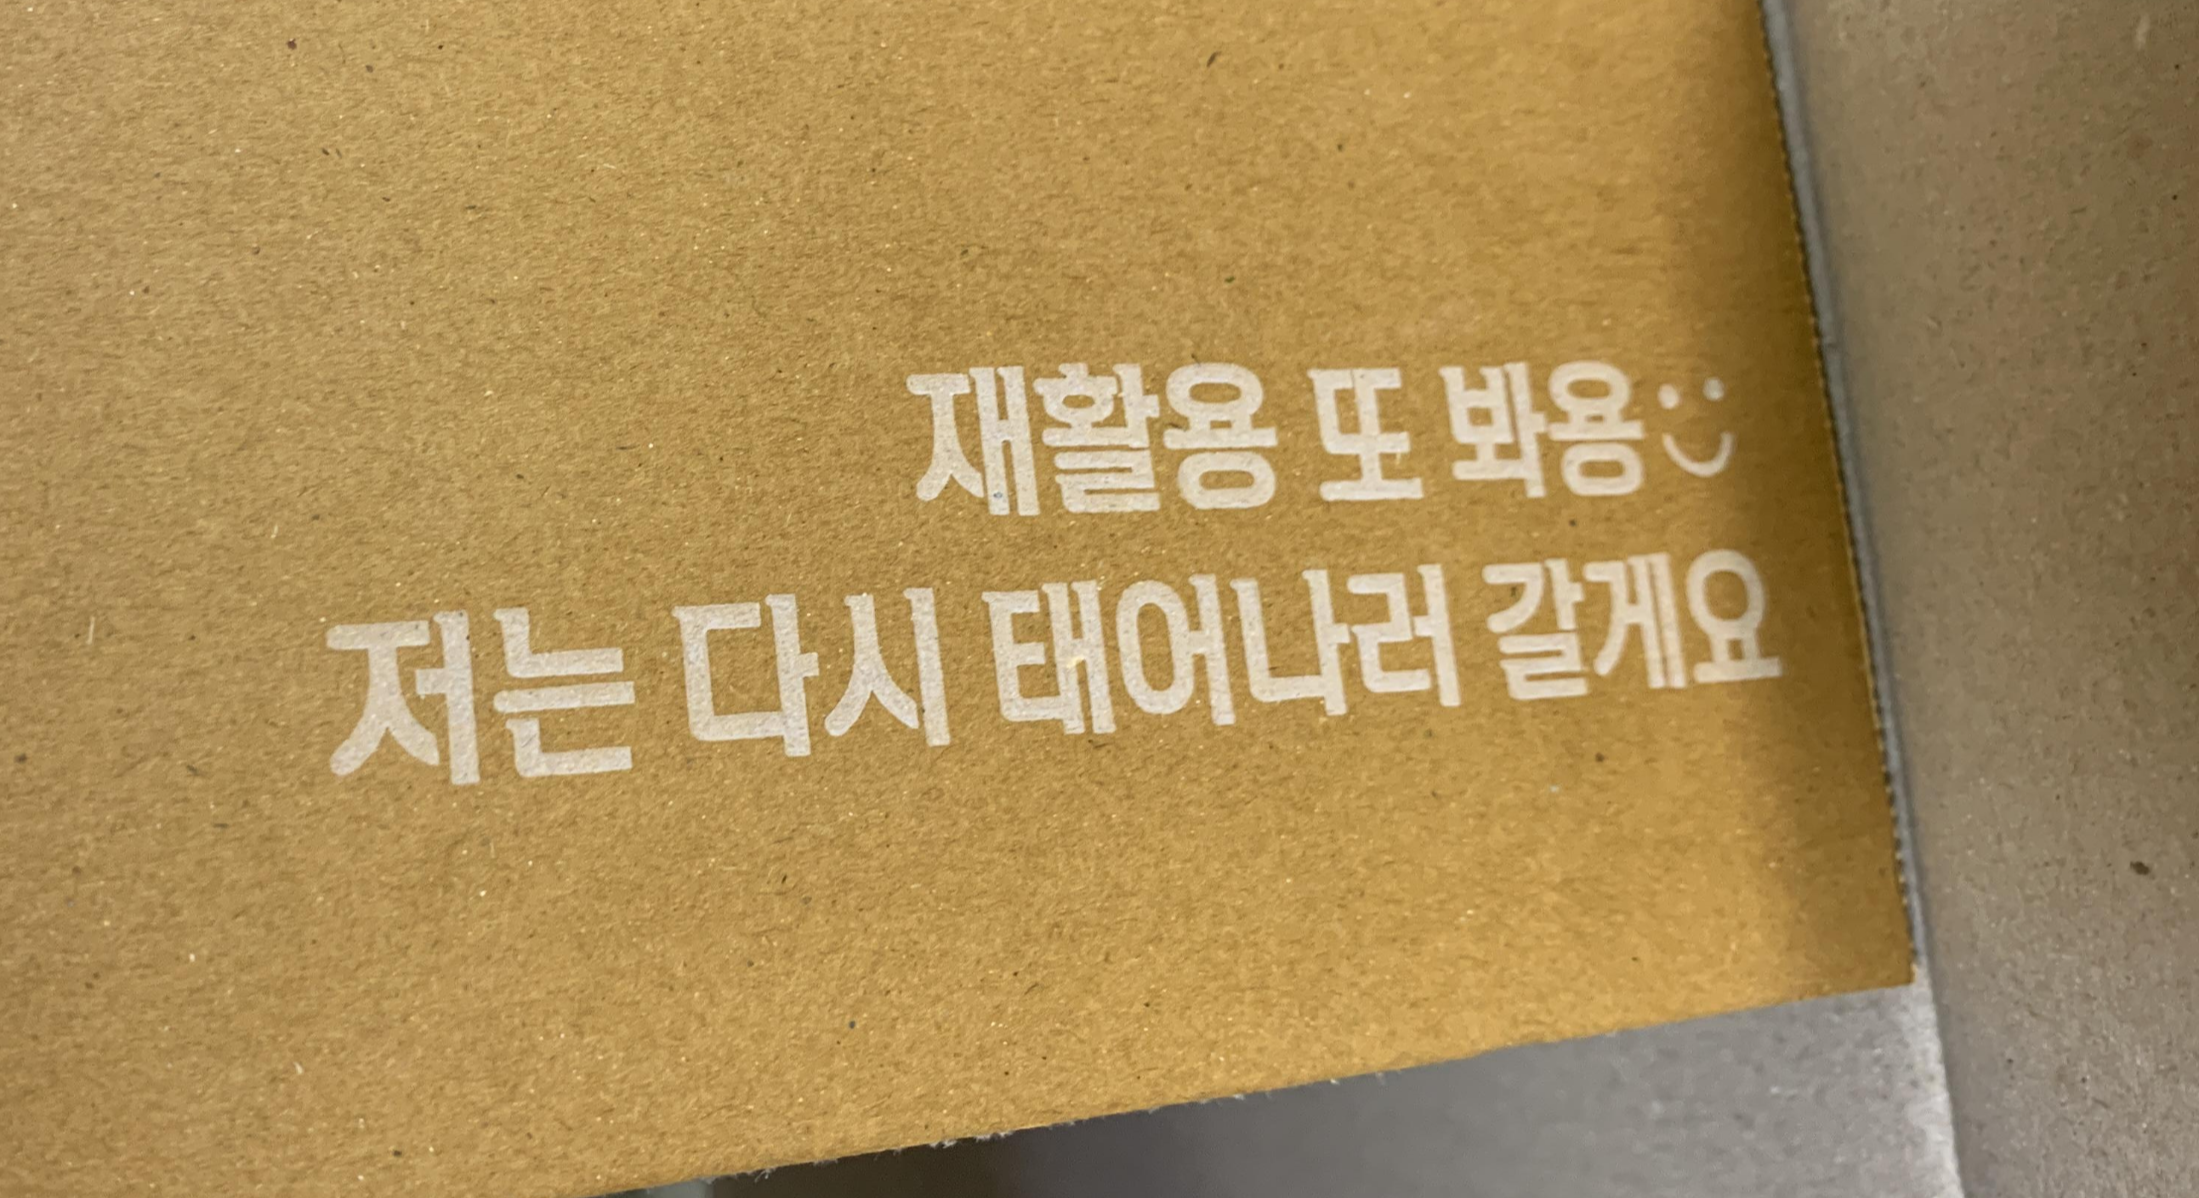 재활용 또 봐용:)
저는 다시 태어나러 갈게요